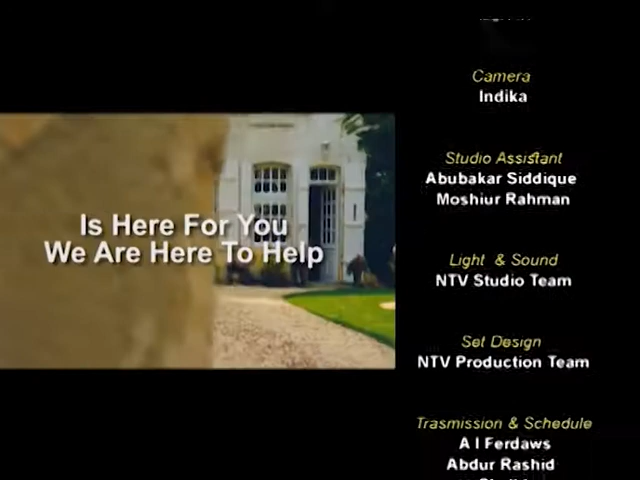 Is Here For You
We Are Here To Help
Camera
Indika
Studio Assistant
Abubakar Siddique
Moshiur Rahman
Light & Sound
NTV Studio Team
Set Design
NTV Production Team
Trasmission & Schedule
A I Ferdaws
Abdur Rashid